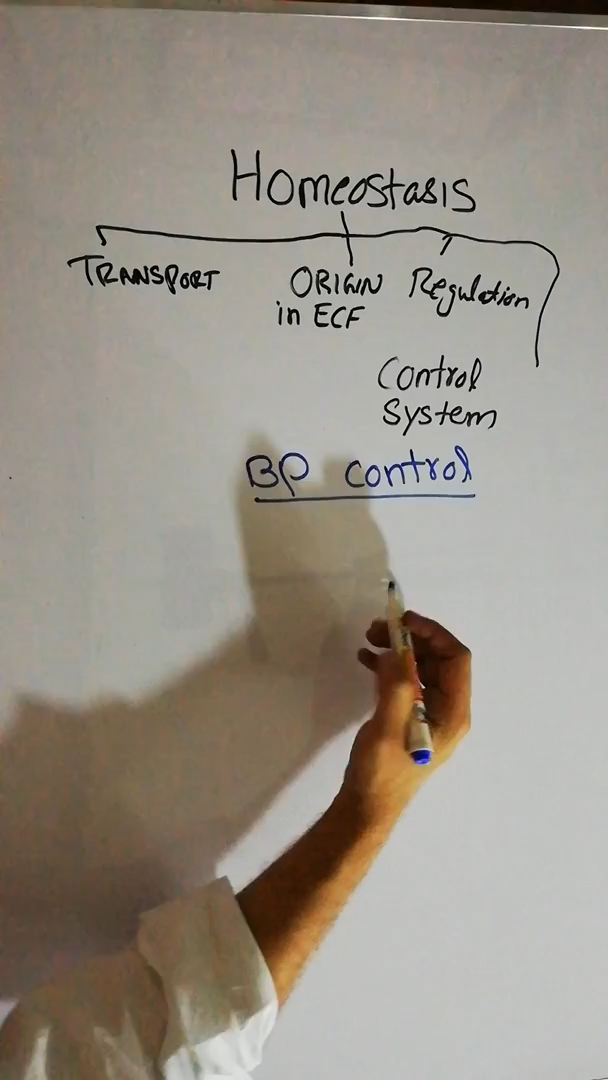 Homeostasis
TRANSPORT
ORIGIN
in ECF
Regulation
Control
System
BP control